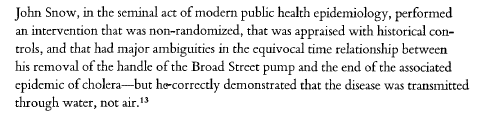 John Snow, in the seminal act of modern public health epidemiology, performed
an intervention that was non-randomized, that was appraised with historical con-
trols, and that had major ambiguities in the equivocal time relationship between
his removal of the handle of the Broad Street pump and the end of the associated
epidemic of cholera—but he correctly demonstrated that the disease was transmitted
through water, not air.¹³